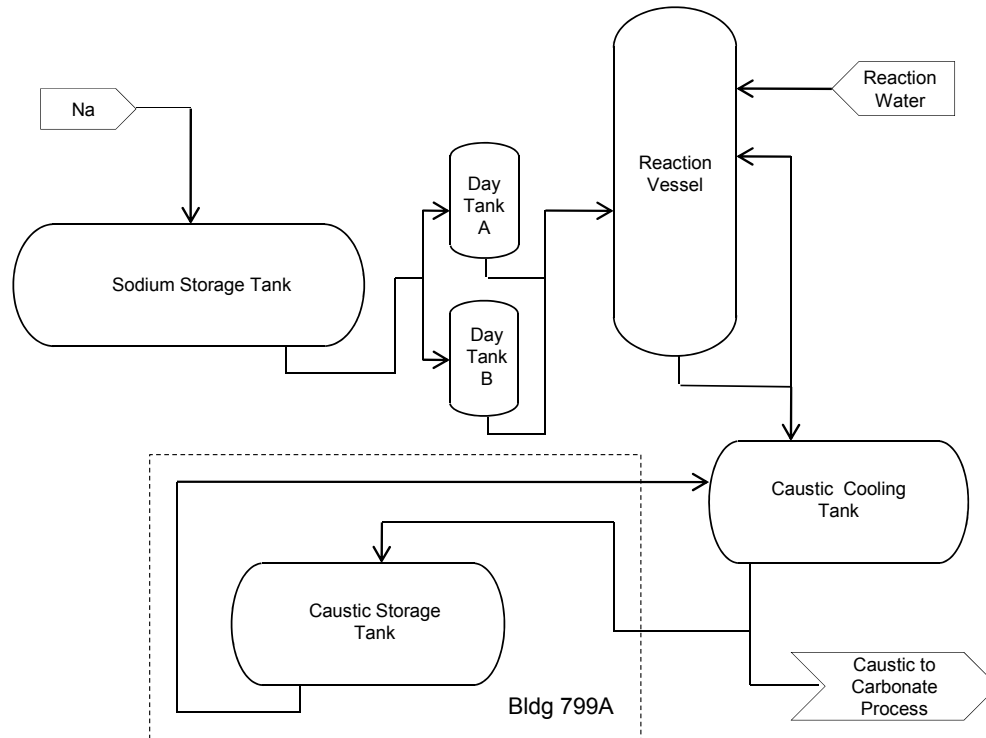 Na
Sodium Storage Tank
Day
Tank
A
Day
Tank
B
Reaction
Vessel
Reaction
Water
Caustic Cooling
Tank
Caustic Storage
Tank
Bldg 799A
Caustic to
Carbonate
Process